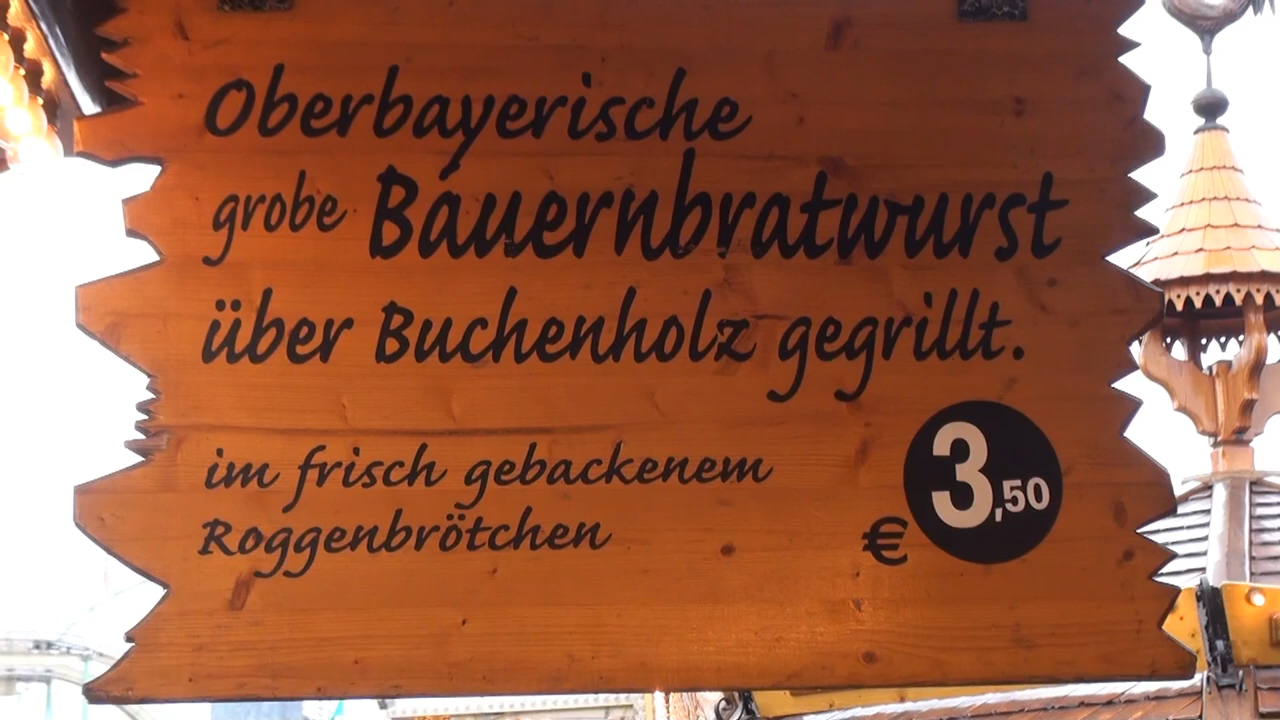 Oberbayerische
grobe Bauernbratwurst
über Buchenholz gegrillt.
im frisch gebackenem
Roggenbrötchen
€ 3,50